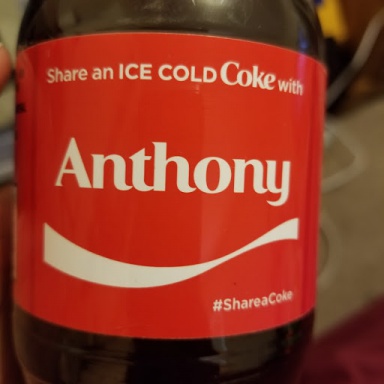 Share an ICE COLD Coke with
Anthony
#ShareaCoke